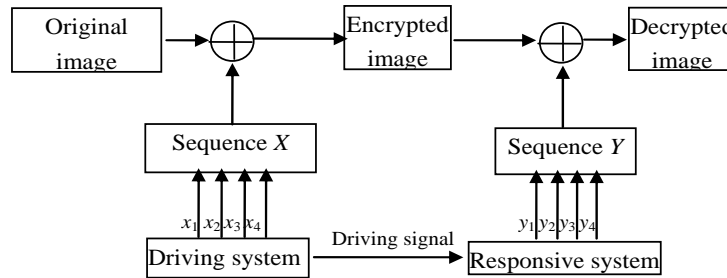 Original
image
Encrypted
image
Decrypted
image
Sequence X
Sequence Y
x1 x2 x3 x4
y1 y2 y3 y4
Driving signal
Driving system
Responsive system